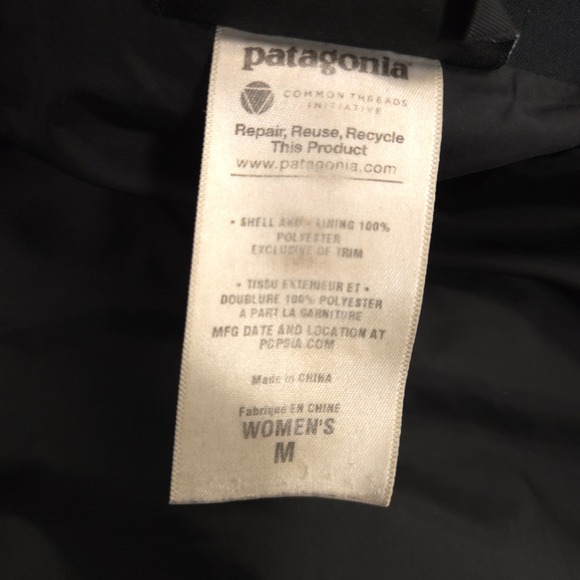 patagonia®
COMMON THREADS
INITIATIVE
Repair, Reuse, Recycle
This Product
www.patagonia.com
• SHELL AND • LINING 100%
POLYESTER
EXCLUSIVE OF TRIM
• TISSU EXTERIEUR ET •
DOUBLURE 100% POLYESTER
A PART LA GARNITURE
MFG DATE AND LOCATION AT
PCPSIA.COM
Made in CHINA
Fabriqué EN CHINE
WOMEN'S
M